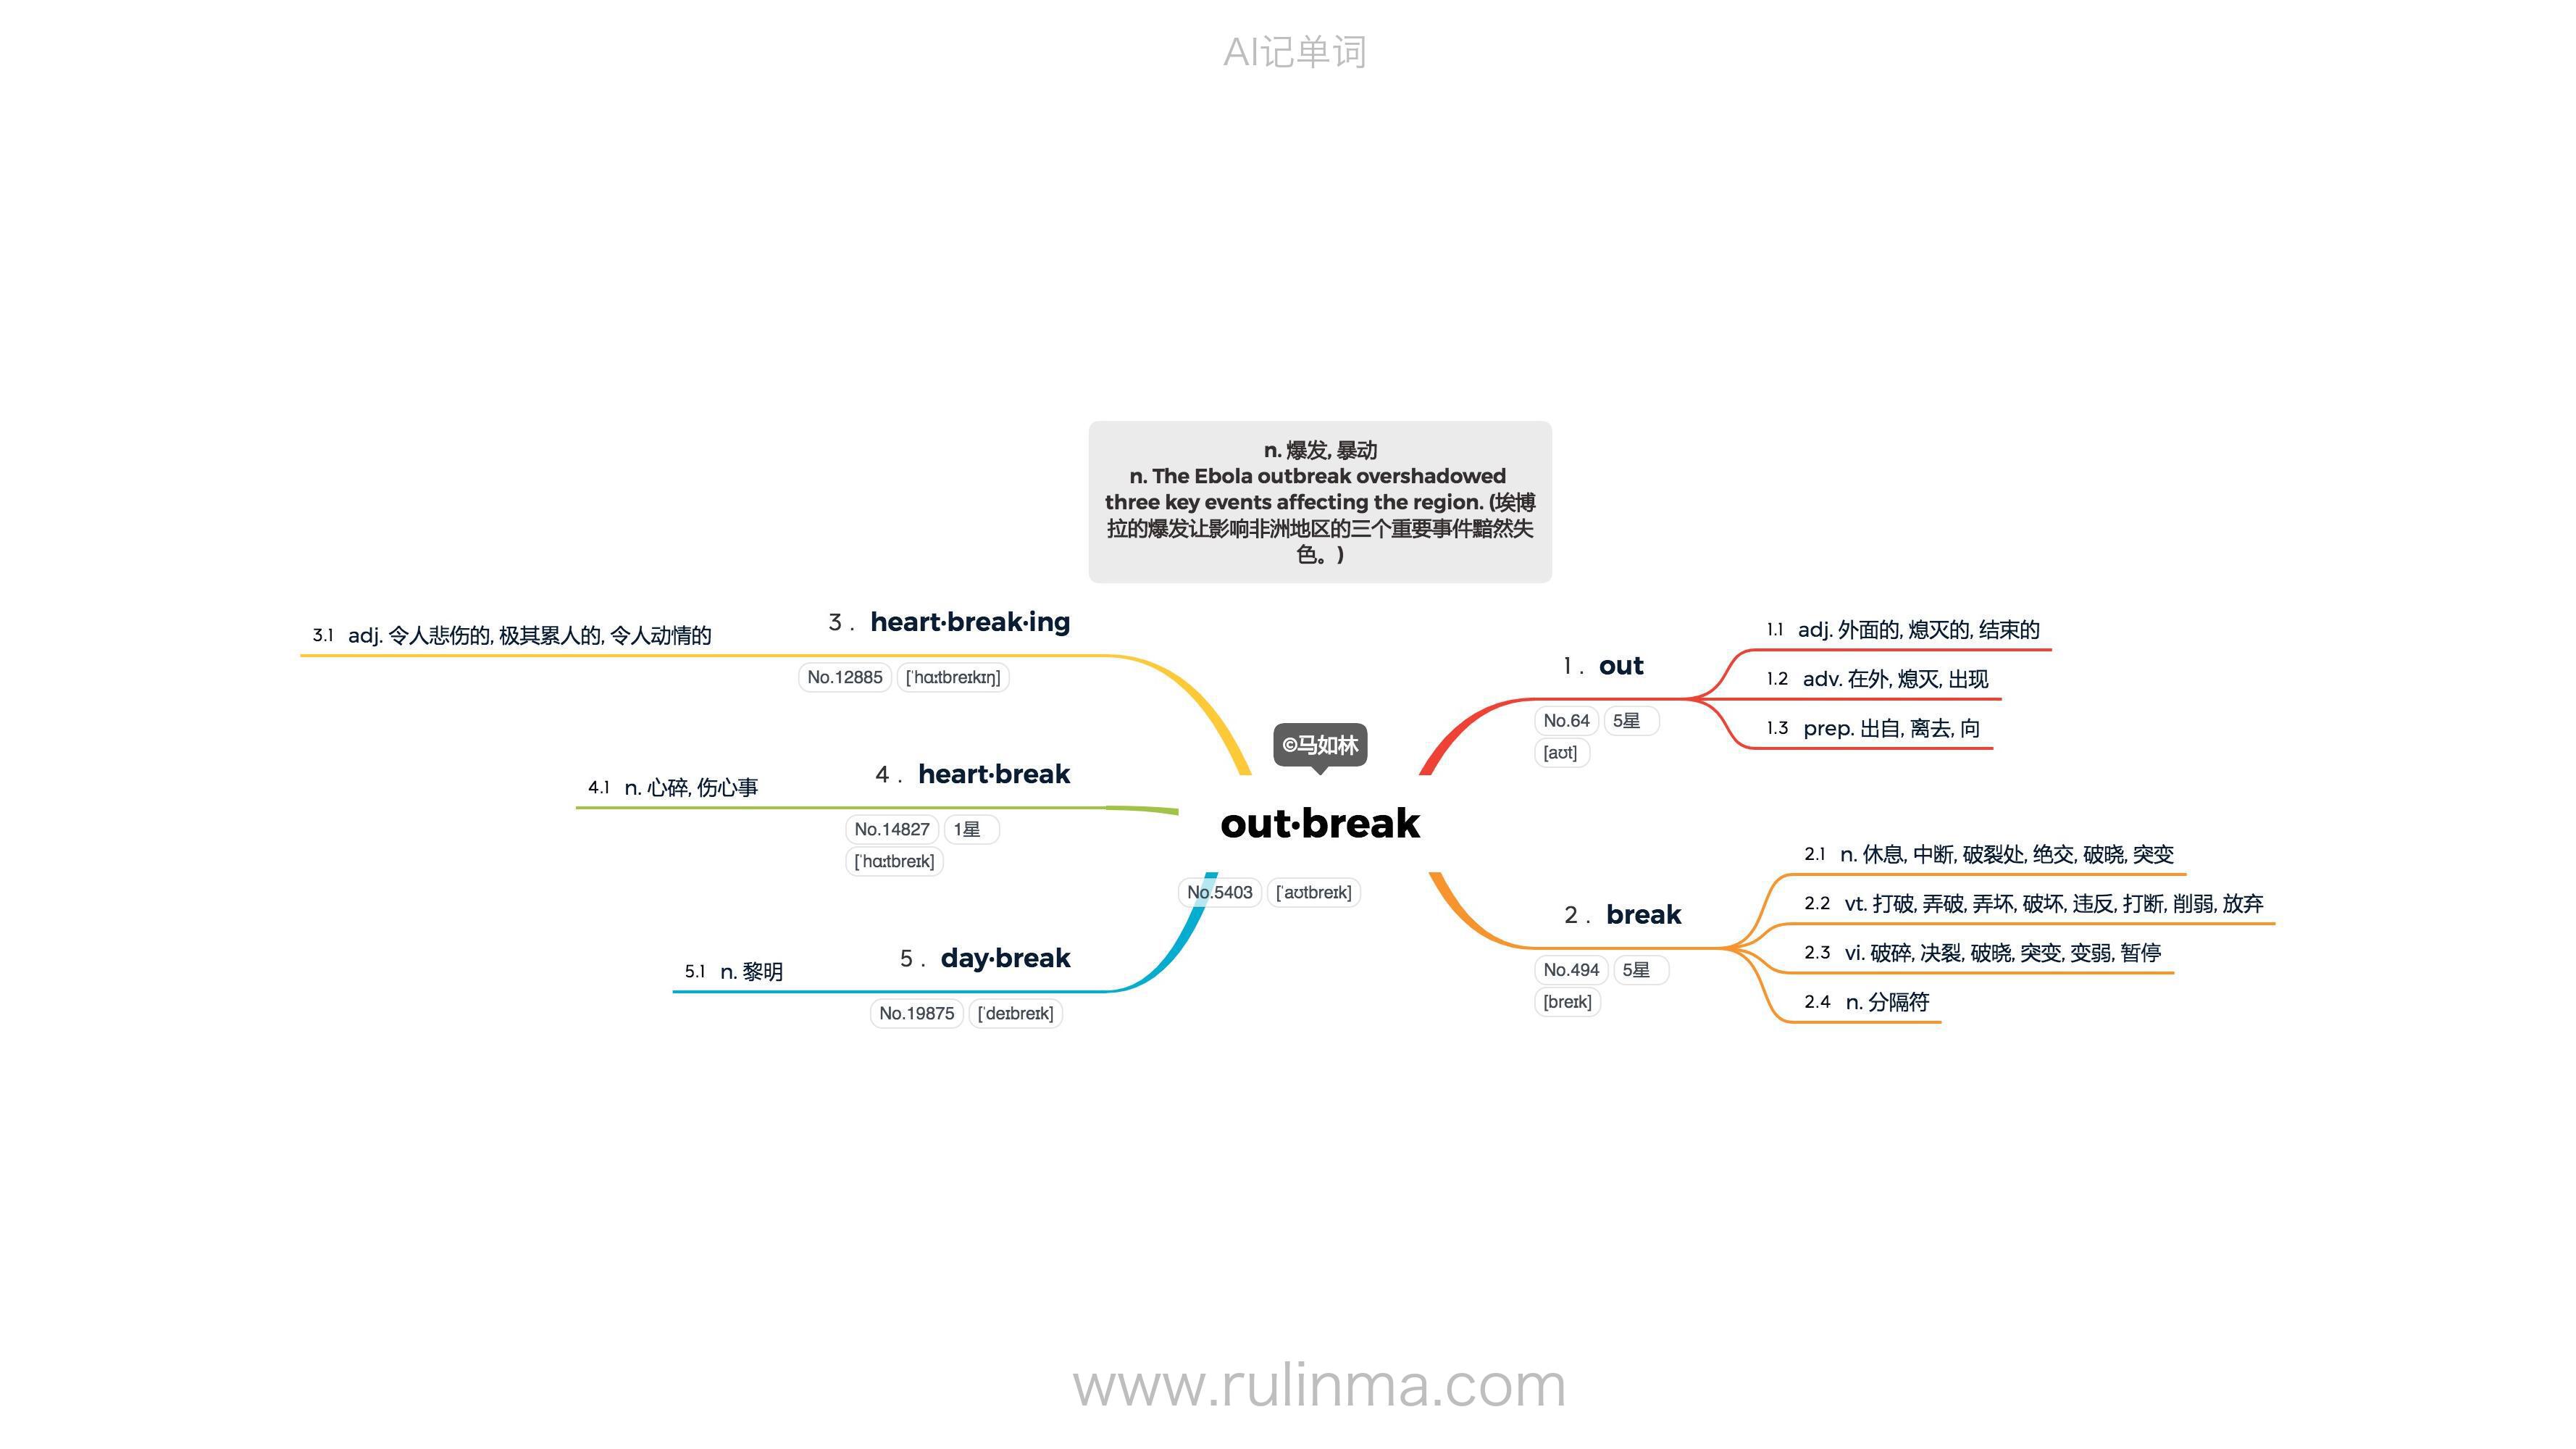 AI记单词
n. 爆发, 暴动
n. The Ebola outbreak overshadowed
three key events affecting the region. (埃博
拉的爆发让影响非洲地区的三个重要事件黯然失
色。)
©马如林
out·break
No.5403 [ˈaʊtbreɪk]
1 . out
No.64 5星
[aʊt]
1.1 adj. 外面的, 熄灭的, 结束的
1.2 adv. 在外, 熄灭, 出现
1.3 prep. 出自, 离去, 向
2 . break
No.494 5星
[breɪk]
2.1 n. 休息, 中断, 破裂处, 绝交, 破晓, 突变
2.2 vt. 打破, 弄破, 弄坏, 破坏, 违反, 打断, 削弱, 放弃
2.3 vi. 破碎, 决裂, 破晓, 突变, 变弱, 暂停
2.4 n. 分隔符
3 . heart·break·ing
No.12885 [ˈhɑːtbreɪkɪŋ]
3.1 adj. 令人悲伤的, 极其累人的, 令人动情的
4 . heart·break
No.14827 1星
[ˈhɑːtbreɪk]
4.1 n. 心碎, 伤心事
5 . day·break
No.19875 [ˈdeɪbreɪk]
5.1 n. 黎明
www.rulinma.com